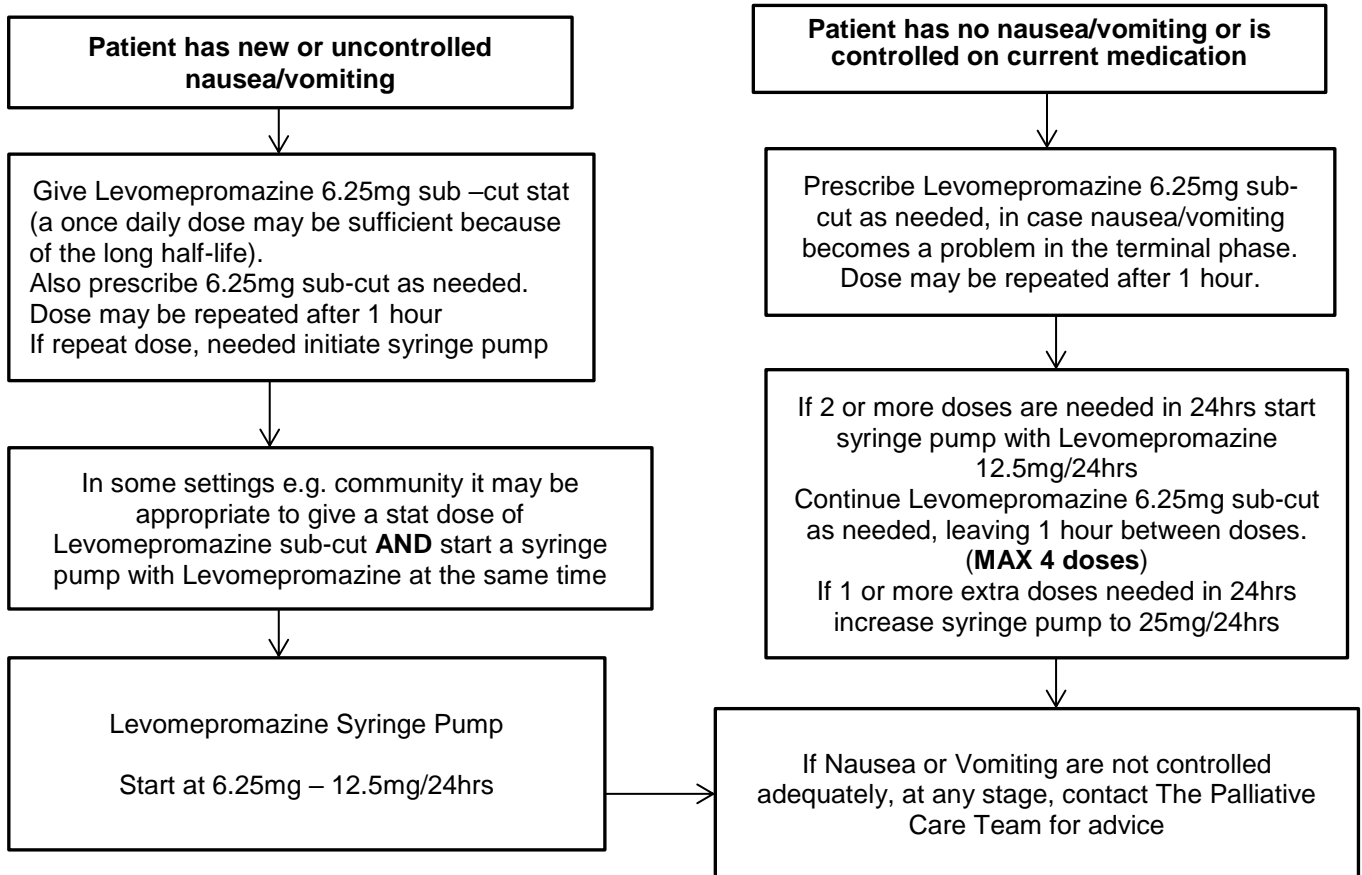 Patient has new or uncontrolled
nausea/vomiting
Give Levomepromazine 6.25mg sub –cut stat
(a once daily dose may be sufficient because
of the long half-life).
Also prescribe 6.25mg sub-cut as needed.
Dose may be repeated after 1 hour
If repeat dose, needed initiate syringe pump
In some settings e.g. community it may be
appropriate to give a stat dose of
Levomepromazine sub-cut AND start a syringe
pump with Levomepromazine at the same time
Levomepromazine Syringe Pump
Start at 6.25mg – 12.5mg/24hrs
Patient has no nausea/vomiting or is
controlled on current medication
Prescribe Levomepromazine 6.25mg sub-
cut as needed, in case nausea/vomiting
becomes a problem in the terminal phase.
Dose may be repeated after 1 hour.
If 2 or more doses are needed in 24hrs start
syringe pump with Levomepromazine
12.5mg/24hrs
Continue Levomepromazine 6.25mg sub-cut
as needed, leaving 1 hour between doses.
(MAX 4 doses)
If 1 or more extra doses needed in 24hrs
increase syringe pump to 25mg/24hrs
If Nausea or Vomiting are not controlled
adequately, at any stage, contact The Palliative
Care Team for advice